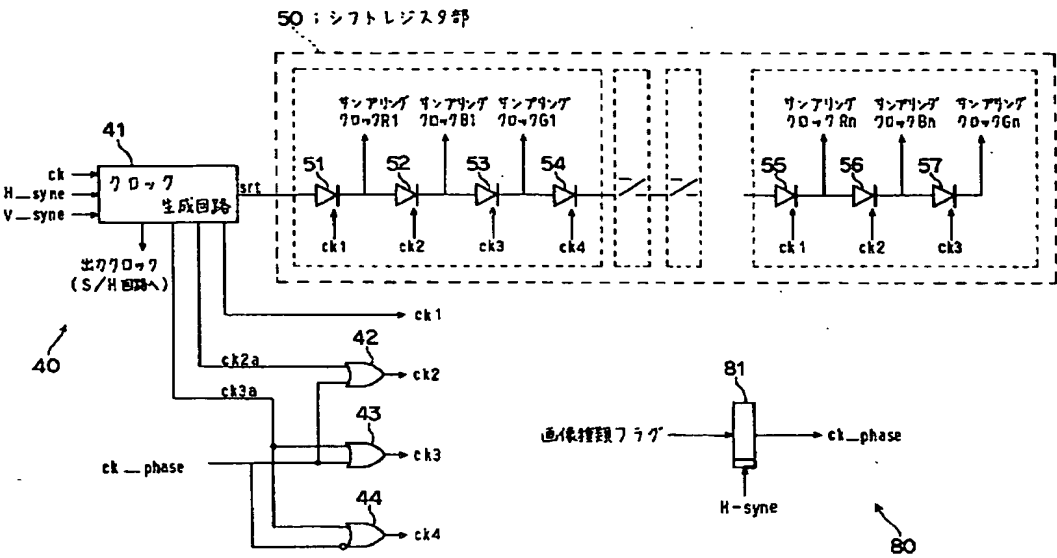 50 ; シフトレジスタ部
サンプリング
クロックR1
サンプリング
クロックB1
サンプリング
クロックG1
サンプリング
クロックRn
サンプリング
クロックBn
サンプリング
クロックGn
41
ck
H__syne
V__syne
クロック
生成回路
srt
51
52
53
54
55
56
57
ck1
ck2
ck3
ck4
ck1
ck2
ck3
出力クロック
(S/H回路へ)
40
ck1
42
ck2a
ck2
ck3a
43
ck3
ck__phase
44
ck4
81
画像種類フラグ
ck_phase
H-syne
80